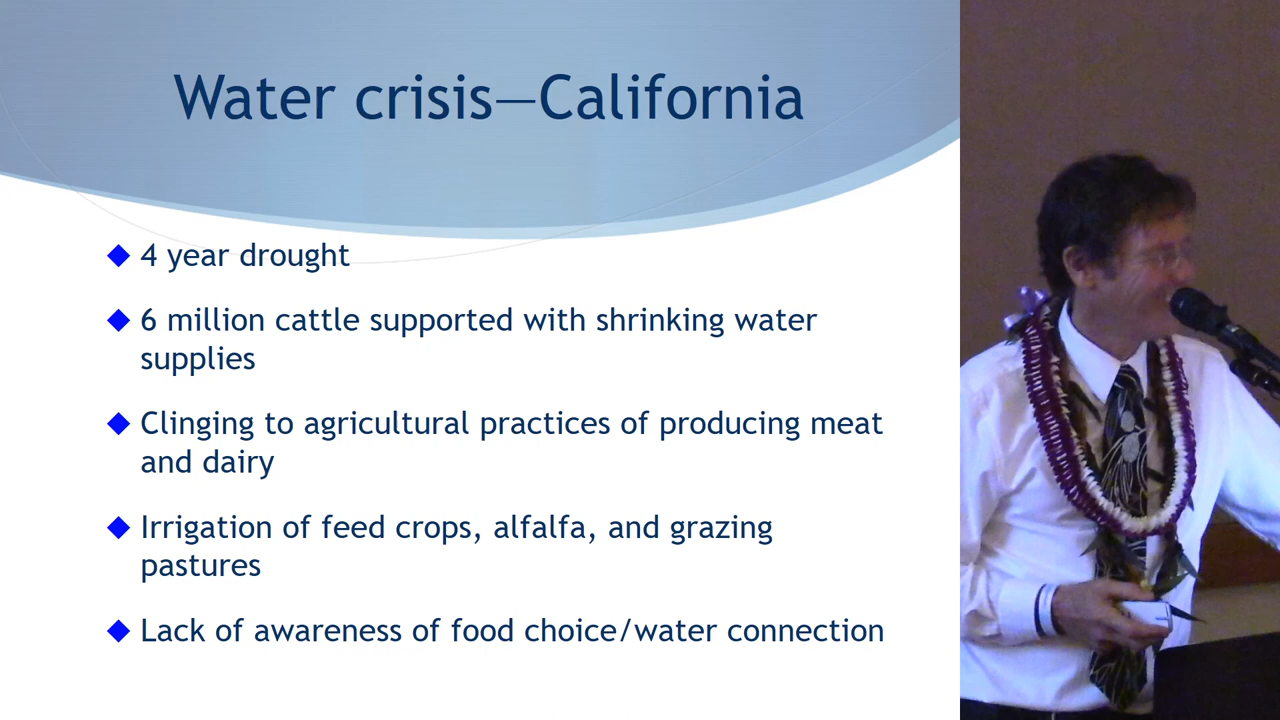 Water crisis—California
4 year drought
6 million cattle supported with shrinking water
supplies
Clinging to agricultural practices of producing meat
and dairy
Irrigation of feed crops, alfalfa, and grazing
pastures
Lack of awareness of food choice/water connection